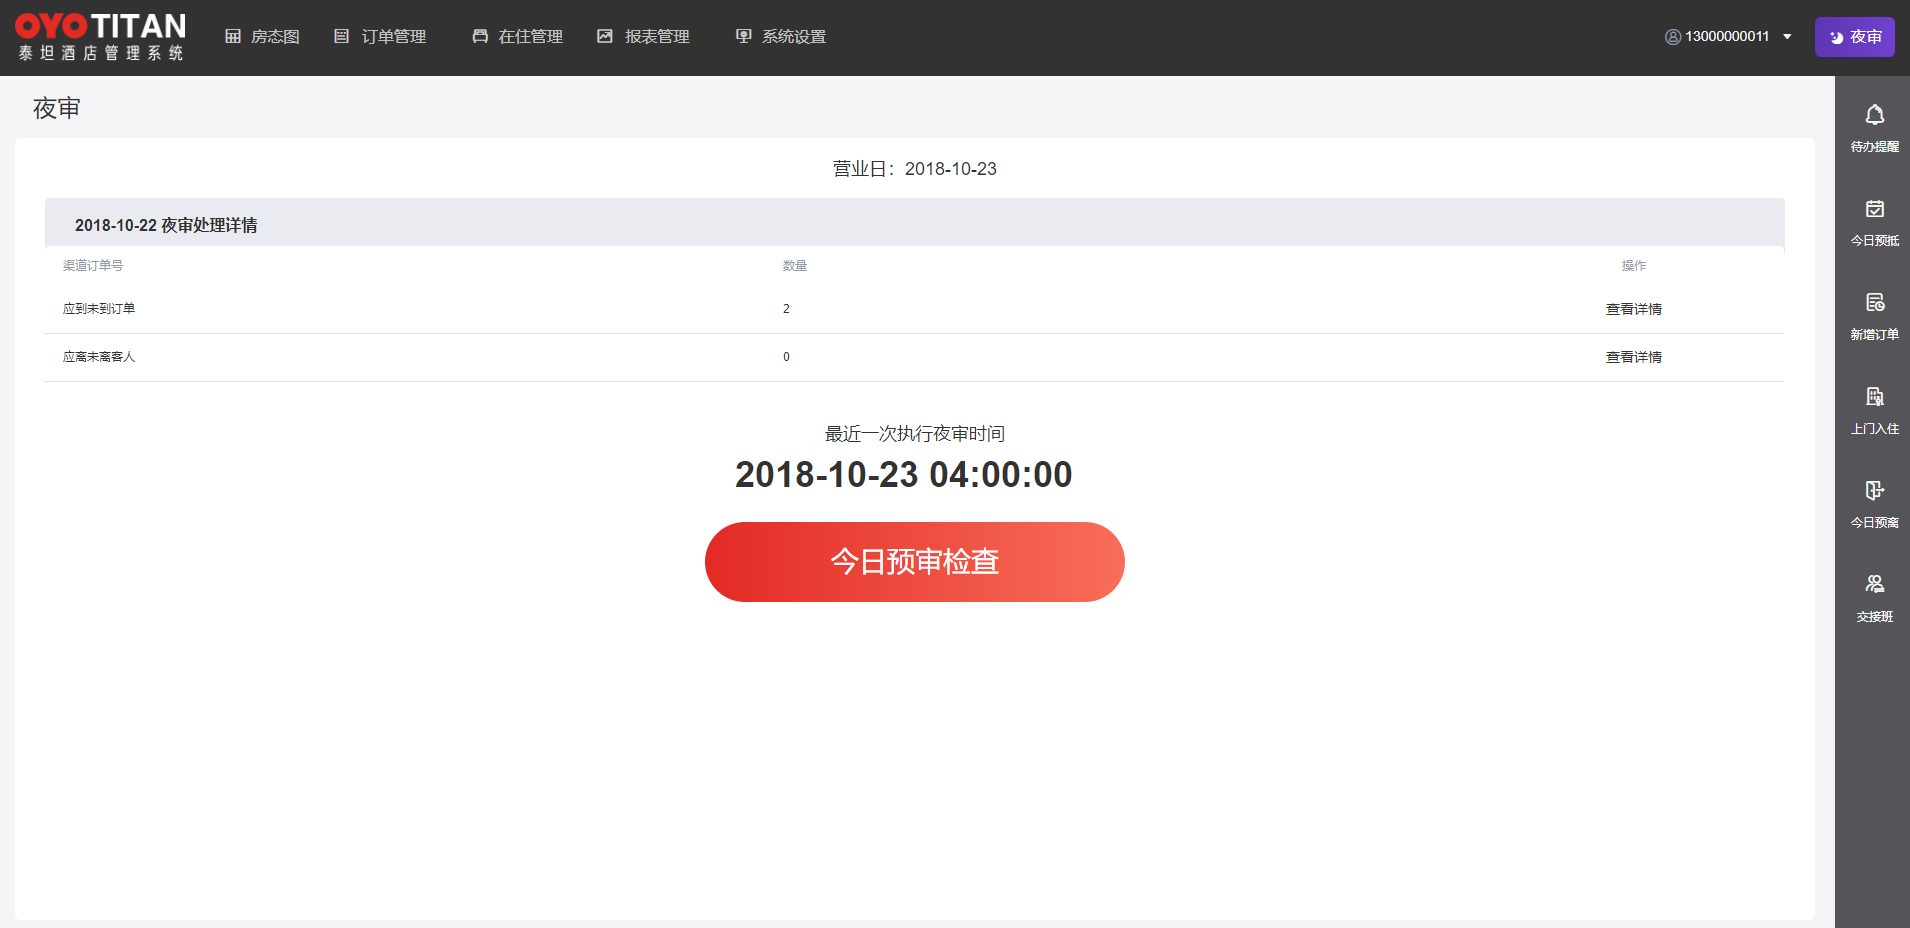 OYO TITAN
泰坦酒店管理系统
房态图
订单管理
在住管理
报表管理
系统设置
13000000011
夜审
夜审
营业日：2018-10-23
2018-10-22 夜审处理详情
渠道订单号 数量 操作
应到未到订单 2 查看详情
应离未离客人 0 查看详情
最近一次执行夜审时间
2018-10-23 04:00:00
今日预审检查
待办提醒
今日预抵
新增订单
上门入住
今日预离
交接班